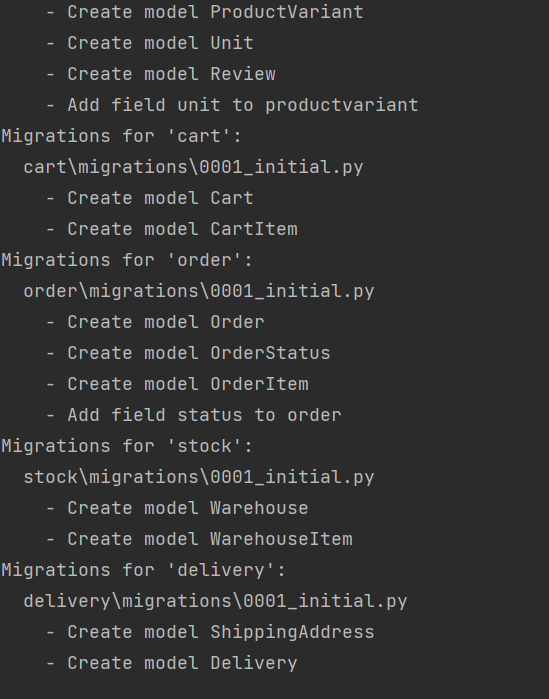 - Create model ProductVariant
- Create model Unit
- Create model Review
- Add field unit to productvariant
Migrations for 'cart':
cart\migrations\0001_initial.py
- Create model Cart
- Create model CartItem
Migrations for 'order':
order\migrations\0001_initial.py
- Create model Order
- Create model OrderStatus
- Create model OrderItem
- Add field status to order
Migrations for 'stock':
stock\migrations\0001_initial.py
- Create model Warehouse
- Create model WarehouseItem
Migrations for 'delivery':
delivery\migrations\0001_initial.py
- Create model ShippingAddress
- Create model Delivery